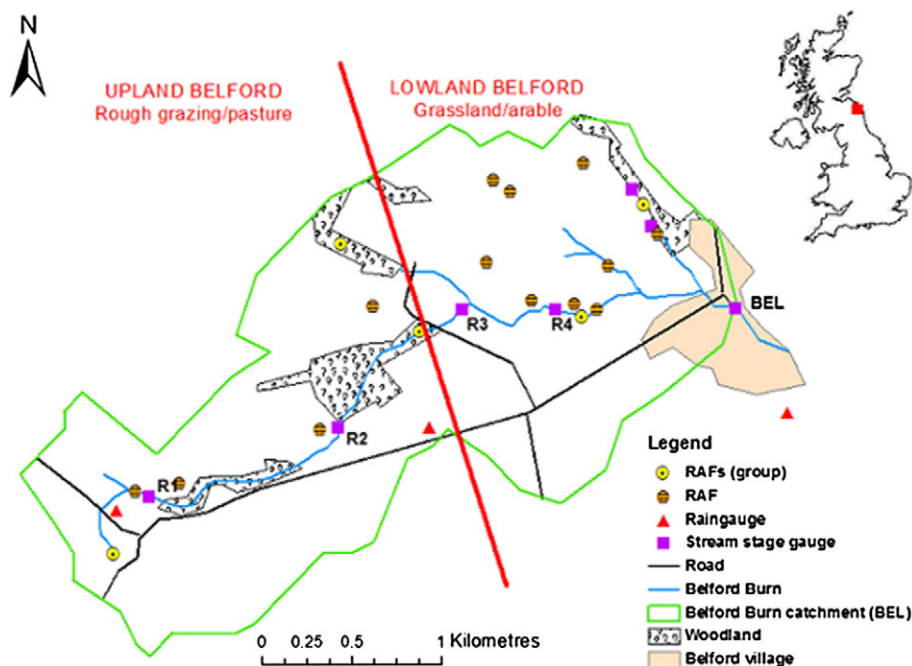 N
UPLAND BELFORD
Rough grazing/pasture
LOWLAND BELFORD
Grassland/arable
BEL
R3
R4
R2
R1
Legend
RAFs (group)
RAF
Raingauge
Stream stage gauge
Road
Belford Burn
Belford Burn catchment (BEL)
Woodland
Belford village
0 0.25 0.5 1 Kilometres